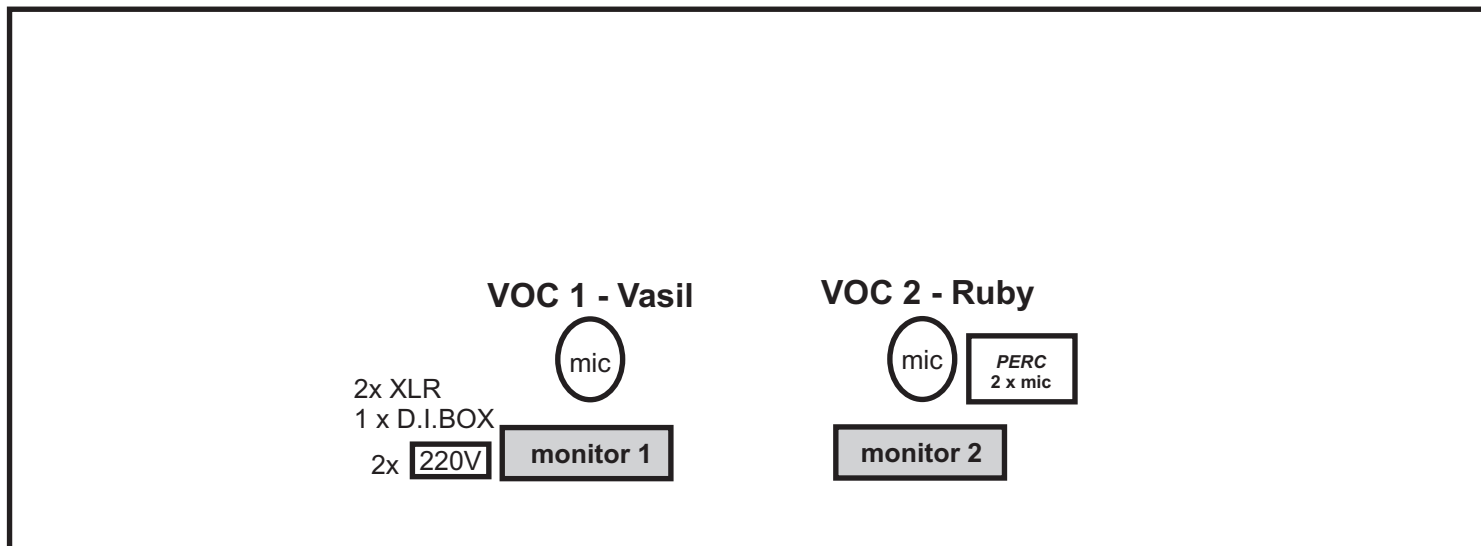 VOC 1 - Vasil
mic
2x XLR
1 x D.I.BOX
2x 220V
monitor 1
VOC 2 - Ruby
mic
PERC
2 x mic
monitor 2